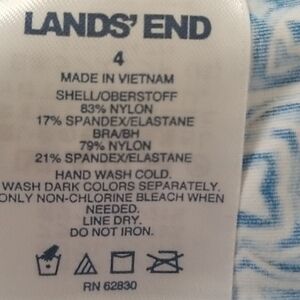 LANDS' END
4
MADE IN VIETNAM
SHELL/OBERSTOFF
83% NYLON
17% SPANDEX/ELASTANE
BRA/BH
79% NYLON
21% SPANDEX/ELASTANE
HAND WASH COLD.
WASH DARK COLORS SEPARATELY.
ONLY NON-CHLORINE BLEACH WHEN
NEEDED.
LINE DRY.
DO NOT IRON.
RN 62830